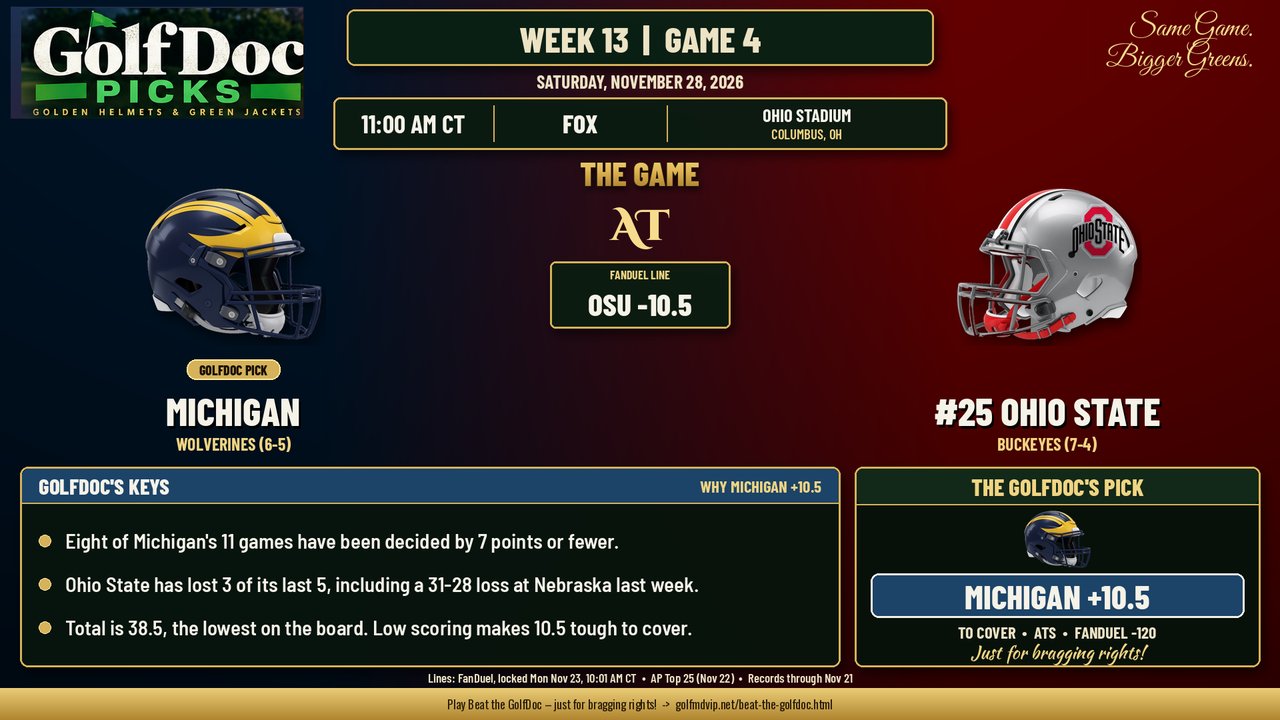 GolfDoc
PICKS
GOLDEN HELMETS & GREEN JACKETS
WEEK 13 | GAME 4
Same Game.
Bigger Greens.
SATURDAY, NOVEMBER 28, 2026
11:00 AM CT
FOX
OHIO STADIUM
COLUMBUS, OH
THE GAME
AT
FANDUEL LINE
OSU -10.5
OHIO STATE
GOLFDOC PICK
MICHIGAN
WOLVERINES (6-5)
#25 OHIO STATE
BUCKEYES (7-4)
GOLFDOC'S KEYS
WHY MICHIGAN +10.5
Eight of Michigan's 11 games have been decided by 7 points or fewer.
Ohio State has lost 3 of its last 5, including a 31-28 loss at Nebraska last week.
Total is 38.5, the lowest on the board. Low scoring makes 10.5 tough to cover.
THE GOLFDOC'S PICK
MICHIGAN +10.5
TO COVER • ATS • FANDUEL -120
Just for bragging rights!
Lines: FanDuel, locked Mon Nov 23, 10:01 AM CT • AP Top 25 (Nov 22) • Records through Nov 21
Play Beat the GolfDoc – just for bragging rights! -> golfmdvip.net/beat-the-golfdoc.html